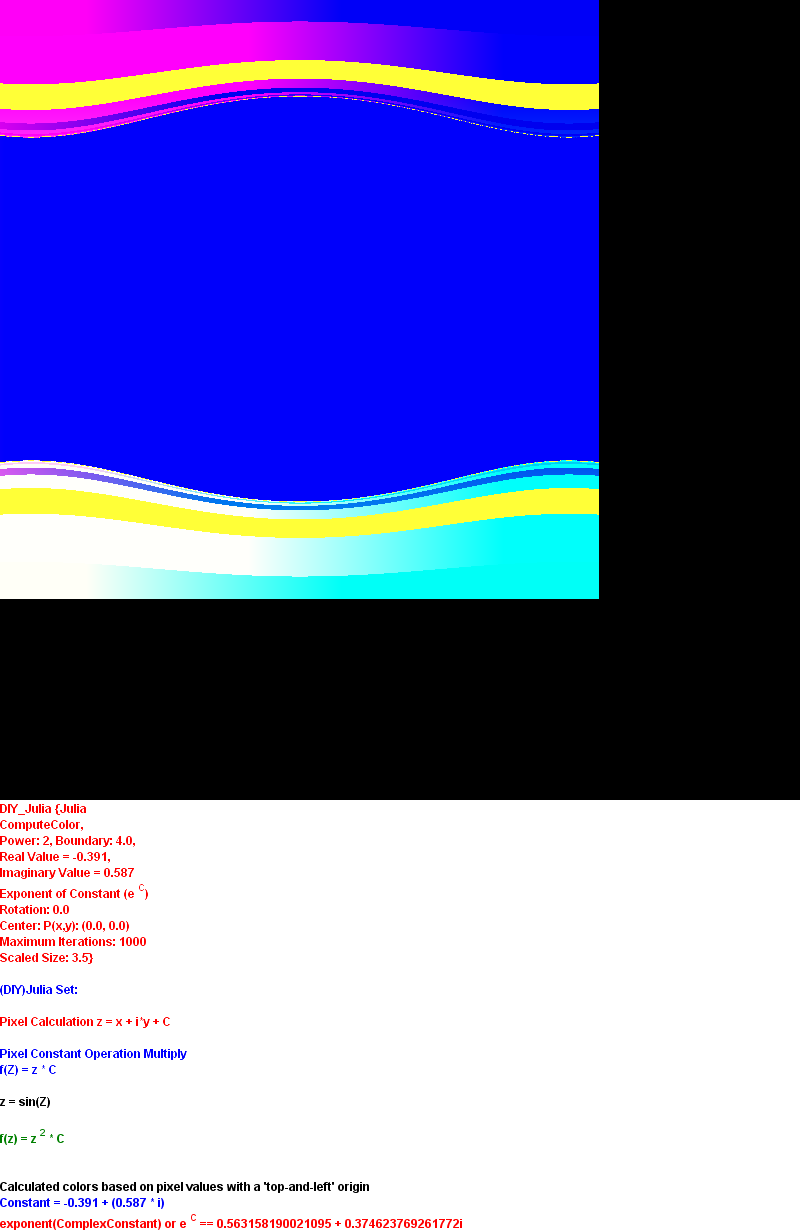 DIY_Julia {Julia
ComputeColor,
Power: 2, Boundary: 4.0,
Real Value = -0.391,
Imaginary Value = 0.587
Exponent of Constant (e C)
Rotation: 0.0
Center: P(x,y): (0.0, 0.0)
Maximum Iterations: 1000
Scaled Size: 3.5}
(DIY)Julia Set:
Pixel Calculation z = x + i*y + C
Pixel Constant Operation Multiply
f(Z) = z * C
z = sin(Z)
f(z) = z 2 * C
Calculated colors based on pixel values with a 'top-and-left' origin
Constant = -0.391 + (0.587 * i)
exponent(ComplexConstant) or e C == 0.563158190021095 + 0.374623769261772i